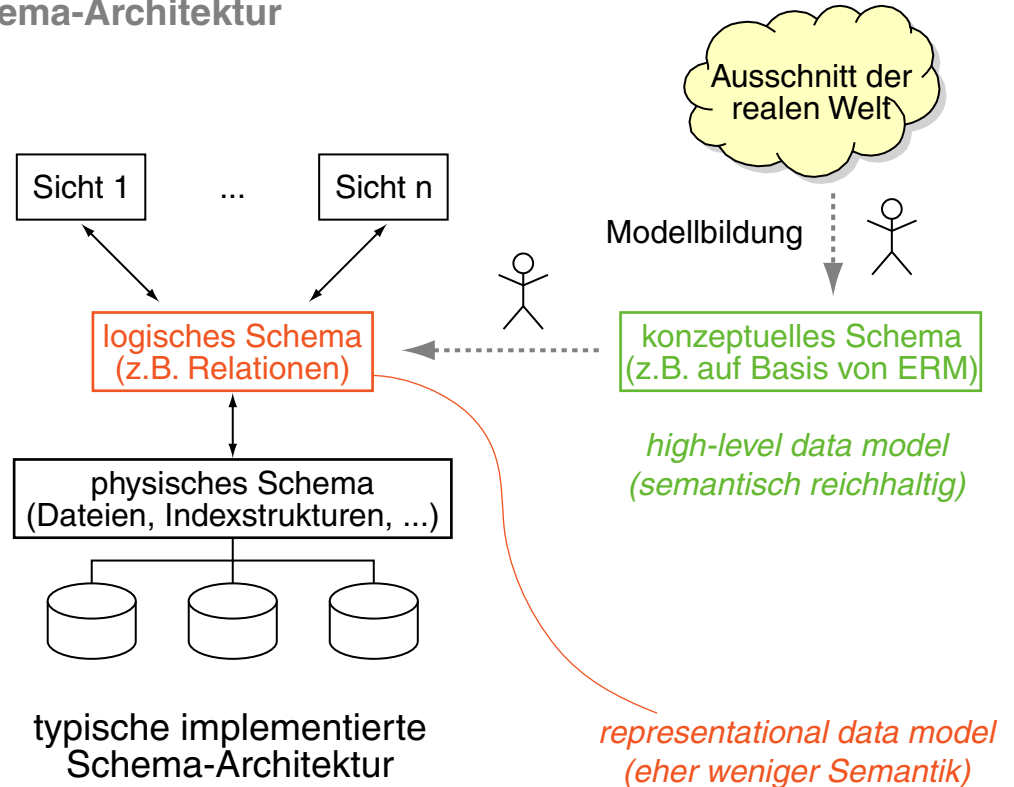 ema-Architektur
Ausschnitt der
realen Welt
Sicht 1
...
Sicht n
Modellbildung
logisches Schema
(z.B. Relationen)
konzeptuelles Schema
(z.B. auf Basis von ERM)
high-level data model
(semantisch reichhaltig)
physisches Schema
(Dateien, Indexstrukturen, ...)
typische implementierte
Schema-Architektur
representational data model
(eher weniger Semantik)